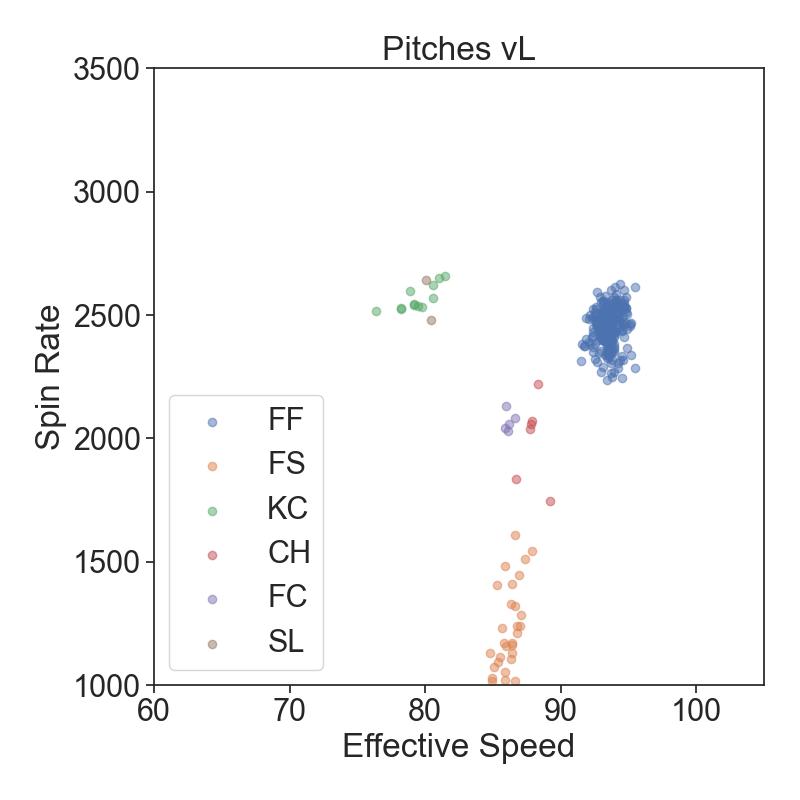 Pitches vL
Spin Rate
3500
3000
2500
2000
1500
1000
FF
FS
KC
CH
FC
SL
60 70 80 90 100
Effective Speed